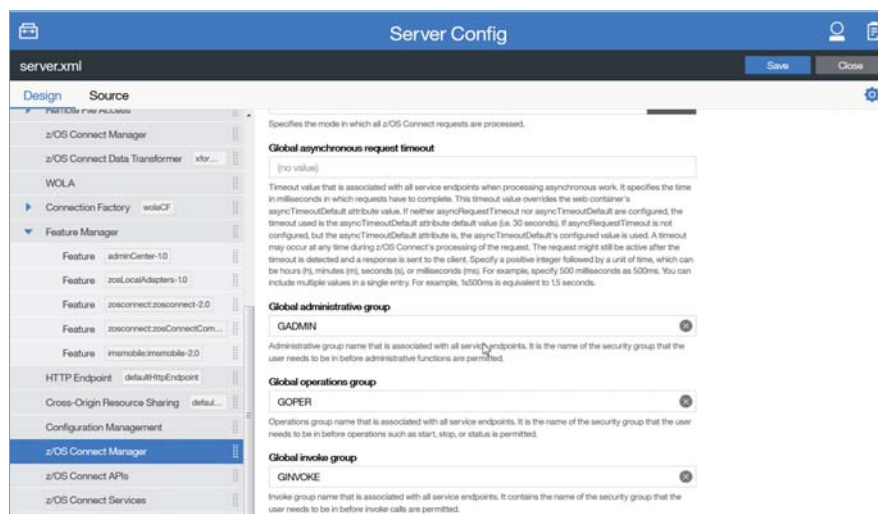 Server Config
server.xml
Save
Close
Design
Source
Remote File Access
z/OS Connect Manager
z/OS Connect Data Transformer xfor...
WOLA
Connection Factory wolaCF
Feature Manager
Feature adminCenter-1.0
Feature zosLocalAdapters-1.0
Feature zosconnect:zosconnect-2.0
Feature zosconnect:zosConnectCom...
Feature imsmobile:imsmobile-2.0
HTTP Endpoint defaultHttpEndpoint
Cross-Origin Resource Sharing defaul...
Configuration Management
z/OS Connect Manager
z/OS Connect APIs
z/OS Connect Services
Specifies the mode in which all z/OS Connect requests are processed.
Global asynchronous request timeout
(no value)
Timeout value that is associated with all service endpoints when processing asynchronous work. It specifies the time
in milliseconds in which requests have to complete. This timeout value overrides the web container's
asyncTimeoutDefault attribute value. If neither asyncRequestTimeout nor asyncTimeoutDefault are configured, the
timeout used is the asyncTimeoutDefault attribute default value (i.e. 30 seconds). If asyncRequestTimeout is not
configured, but the asyncTimeoutDefault attribute is, the asyncTimeoutDefault's configured value is used. A timeout
may occur at any time during z/OS Connect's processing of the request. The request might still be active after the
timeout is detected and a response is sent to the client. Specify a positive integer followed by a unit of time, which can
be hours (h), minutes (m), seconds (s), or milliseconds (ms). For example, specify 500 milliseconds as 500ms. You can
include multiple values in a single entry. For example, 1s500ms is equivalent to 1.5 seconds.
Global administrative group
GADMIN
Administrative group name that is associated with all service endpoints. It is the name of the security group that the
user needs to be in before administrative functions are permitted.
Global operations group
GOPER
Operations group name that is associated with all service endpoints. It is the name of the security group that the user
needs to be in before operations such as start, stop, or status is permitted.
Global invoke group
GINVOKE
Invoke group name that is associated with all service endpoints. It contains the name of the security group that the
user needs to be in before invoke calls are permitted.